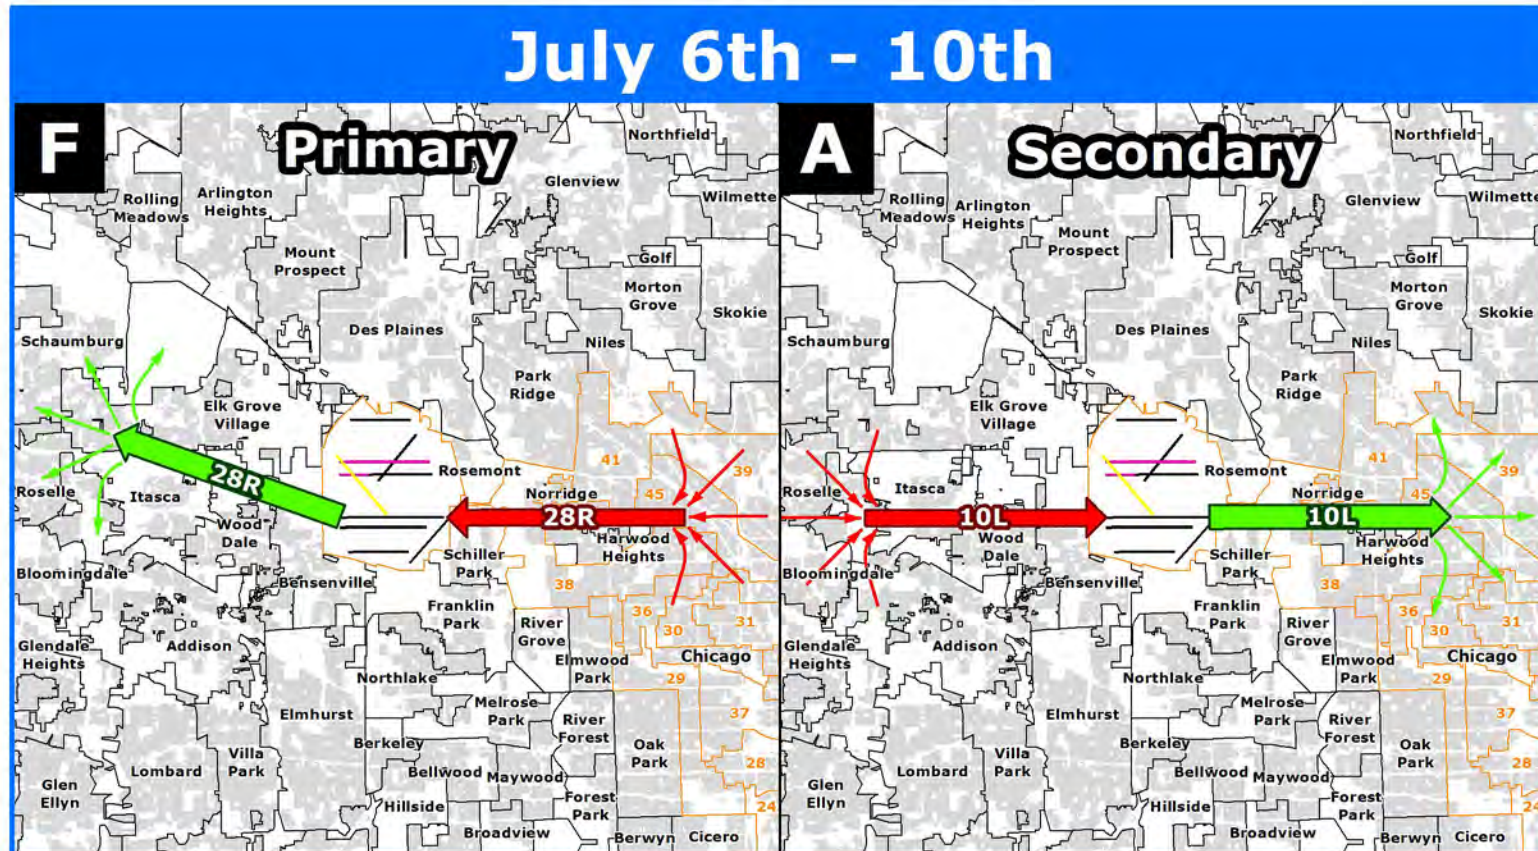 July 6th - 10th
F
Primary
Northfield
Glenview
Wilmette
Rolling
Meadows
Arlington
Heights
Mount
Prospect
Golf
Morton
Grove
Skokie
Schaumburg
Des Plaines
Niles
Park
Ridge
Elk Grove
Village
41
39
Rosemont
28R
45
Roselle
Itasca
Norridge
28R
Wood
Dale
Harwood
Heights
Schiller
Park
Bloomingdale
Bensenville
38
Franklin
Park
36
31
River
Grove
30
Glendale
Heights
Addison
Elmwood
Park
Chicago
Northlake
29
Melrose
Park
Elmhurst
River
Forest
37
Berkeley
Oak
Park
Villa
Park
28
Lombard
Bellwood
Maywood
Glen
Ellyn
Hillside
Forest
Park
24
Broadview
Berwyn
Cicero
A
Secondary
Northfield
Glenview
Wilmette
Rolling
Meadows
Arlington
Heights
Mount
Prospect
Golf
Morton
Grove
Skokie
Schaumburg
Des Plaines
Niles
Park
Ridge
Elk Grove
Village
41
39
Rosemont
Roselle
Itasca
Norridge
45
10L
10L
Wood
Dale
Harwood
Heights
Schiller
Park
Bloomingdale
Bensenville
38
Franklin
Park
36
31
River
Grove
30
Glendale
Heights
Addison
Elmwood
Park
Chicago
Northlake
29
Melrose
Park
Elmhurst
River
Forest
37
Berkeley
Oak
Park
Villa
Park
28
Lombard
Bellwood
Maywood
Glen
Ellyn
Hillside
Forest
Park
24
Broadview
Berwyn
Cicero